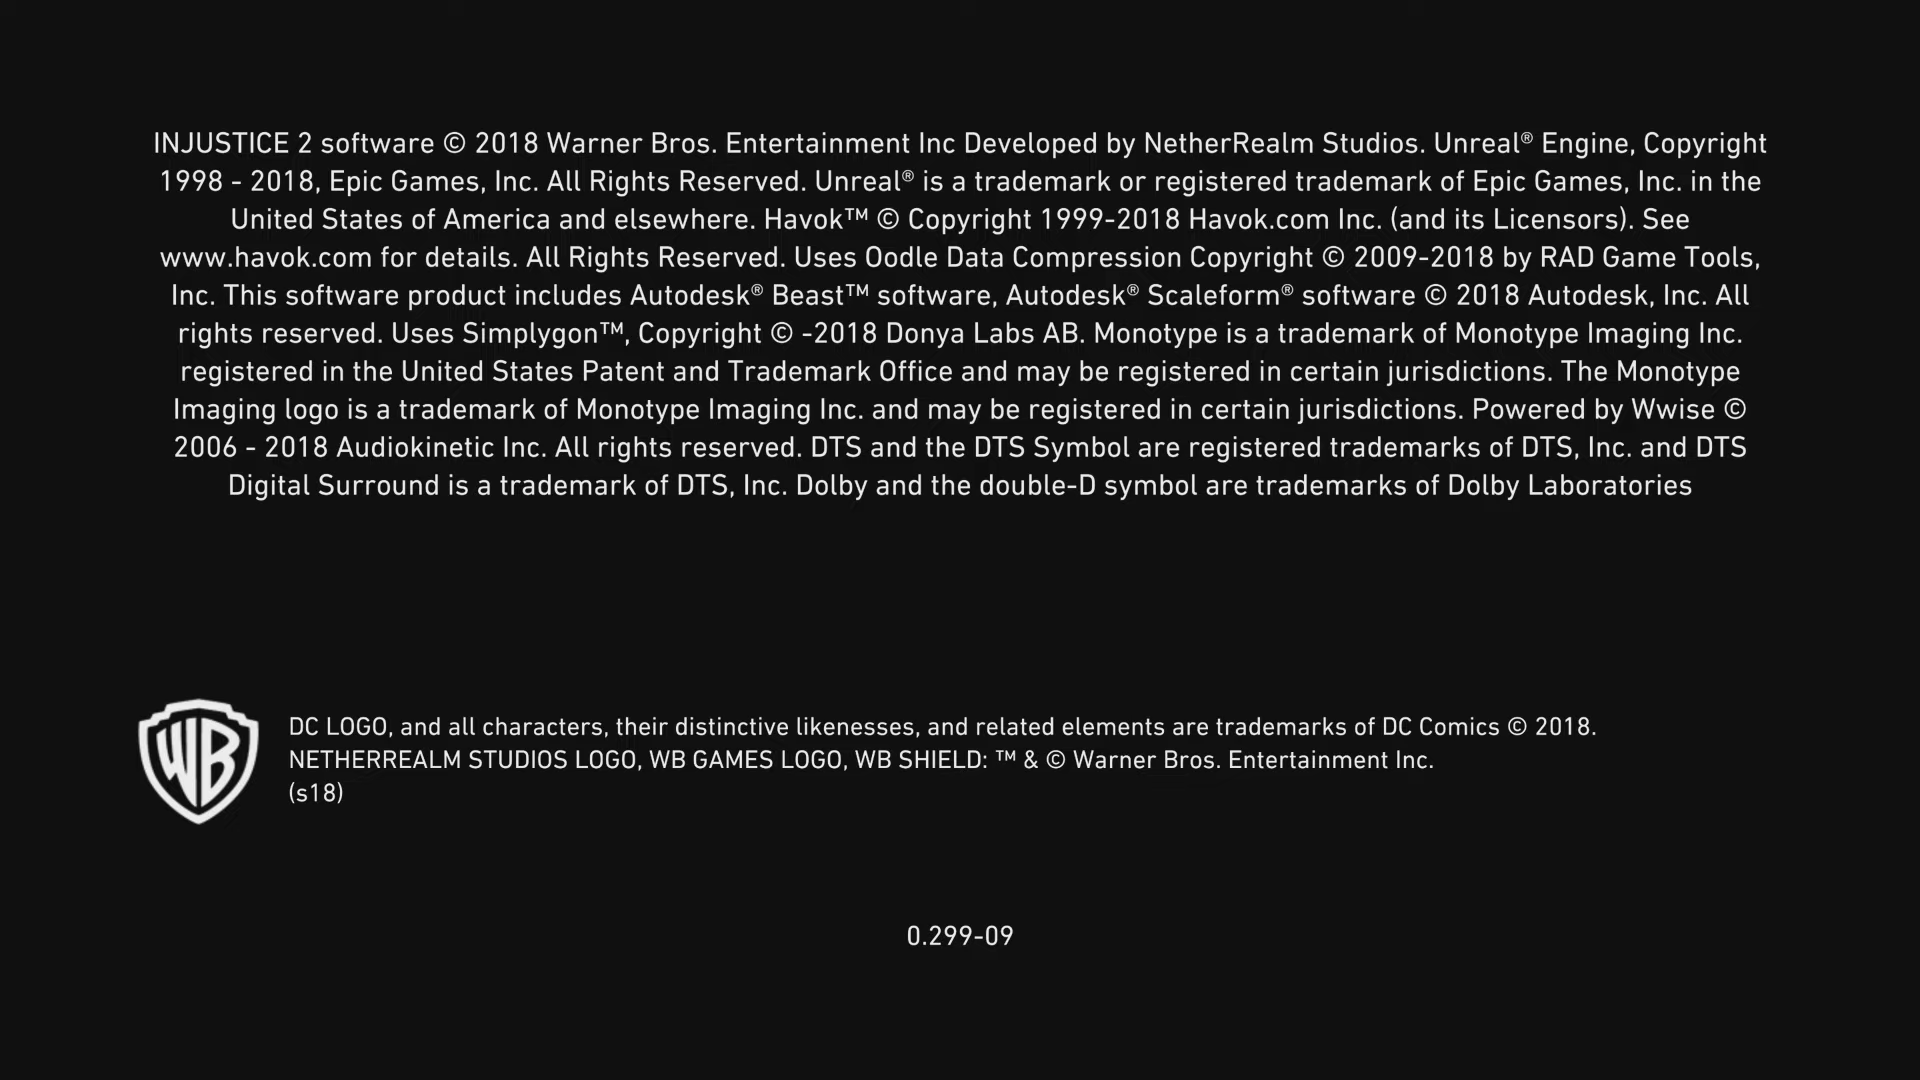 INJUSTICE 2 software © 2018 Warner Bros. Entertainment Inc Developed by NetherRealm Studios. Unreal® Engine, Copyright
1998 - 2018, Epic Games, Inc. All Rights Reserved. Unreal® is a trademark or registered trademark of Epic Games, Inc. in the
United States of America and elsewhere. Havok™ © Copyright 1999-2018 Havok.com Inc. (and its Licensors). See
www.havok.com for details. All Rights Reserved. Uses Oodle Data Compression Copyright © 2009-2018 by RAD Game Tools,
Inc. This software product includes Autodesk® Beast™ software, Autodesk® Scaleform® software © 2018 Autodesk, Inc. All
rights reserved. Uses Simplygon™, Copyright © -2018 Donya Labs AB. Monotype is a trademark of Monotype Imaging Inc.
registered in the United States Patent and Trademark Office and may be registered in certain jurisdictions. The Monotype
Imaging logo is a trademark of Monotype Imaging Inc. and may be registered in certain jurisdictions. Powered by Wwise ©
2006 - 2018 Audiokinetic Inc. All rights reserved. DTS and the DTS Symbol are registered trademarks of DTS, Inc. and DTS
Digital Surround is a trademark of DTS, Inc. Dolby and the double-D symbol are trademarks of Dolby Laboratories
WB
DC LOGO, and all characters, their distinctive likenesses, and related elements are trademarks of DC Comics © 2018.
NETHERREALM STUDIOS LOGO, WB GAMES LOGO, WB SHIELD: ™ & © Warner Bros. Entertainment Inc.
(s18)
0.299-09